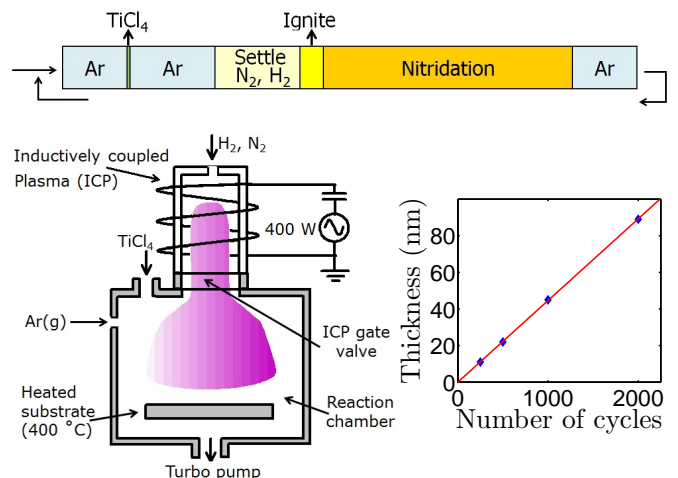 TiCl4
Ignite
Ar
Ar
Settle
N2, H2
Nitridation
Ar
H2, N2
Inductively coupled
Plasma (ICP)
400 W
TiCl4
Ar(g)
ICP gate
valve
Heated
substrate
(400 °C)
Reaction
chamber
Turbo pump
Thickness (nm)
80
60
40
20
0
0
1000
2000
Number of cycles